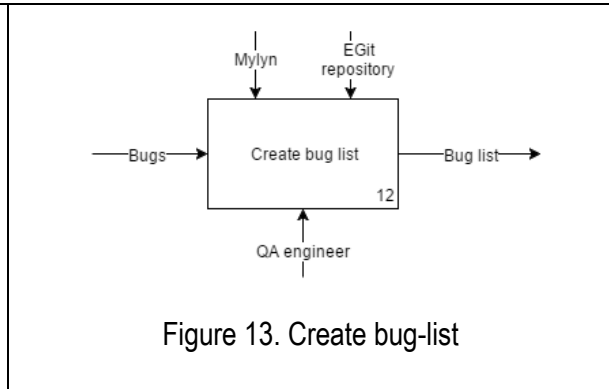 Mylyn
EGit
repository
Bugs
Create bug list
Bug list
12
QA engineer
Figure 13. Create bug-list